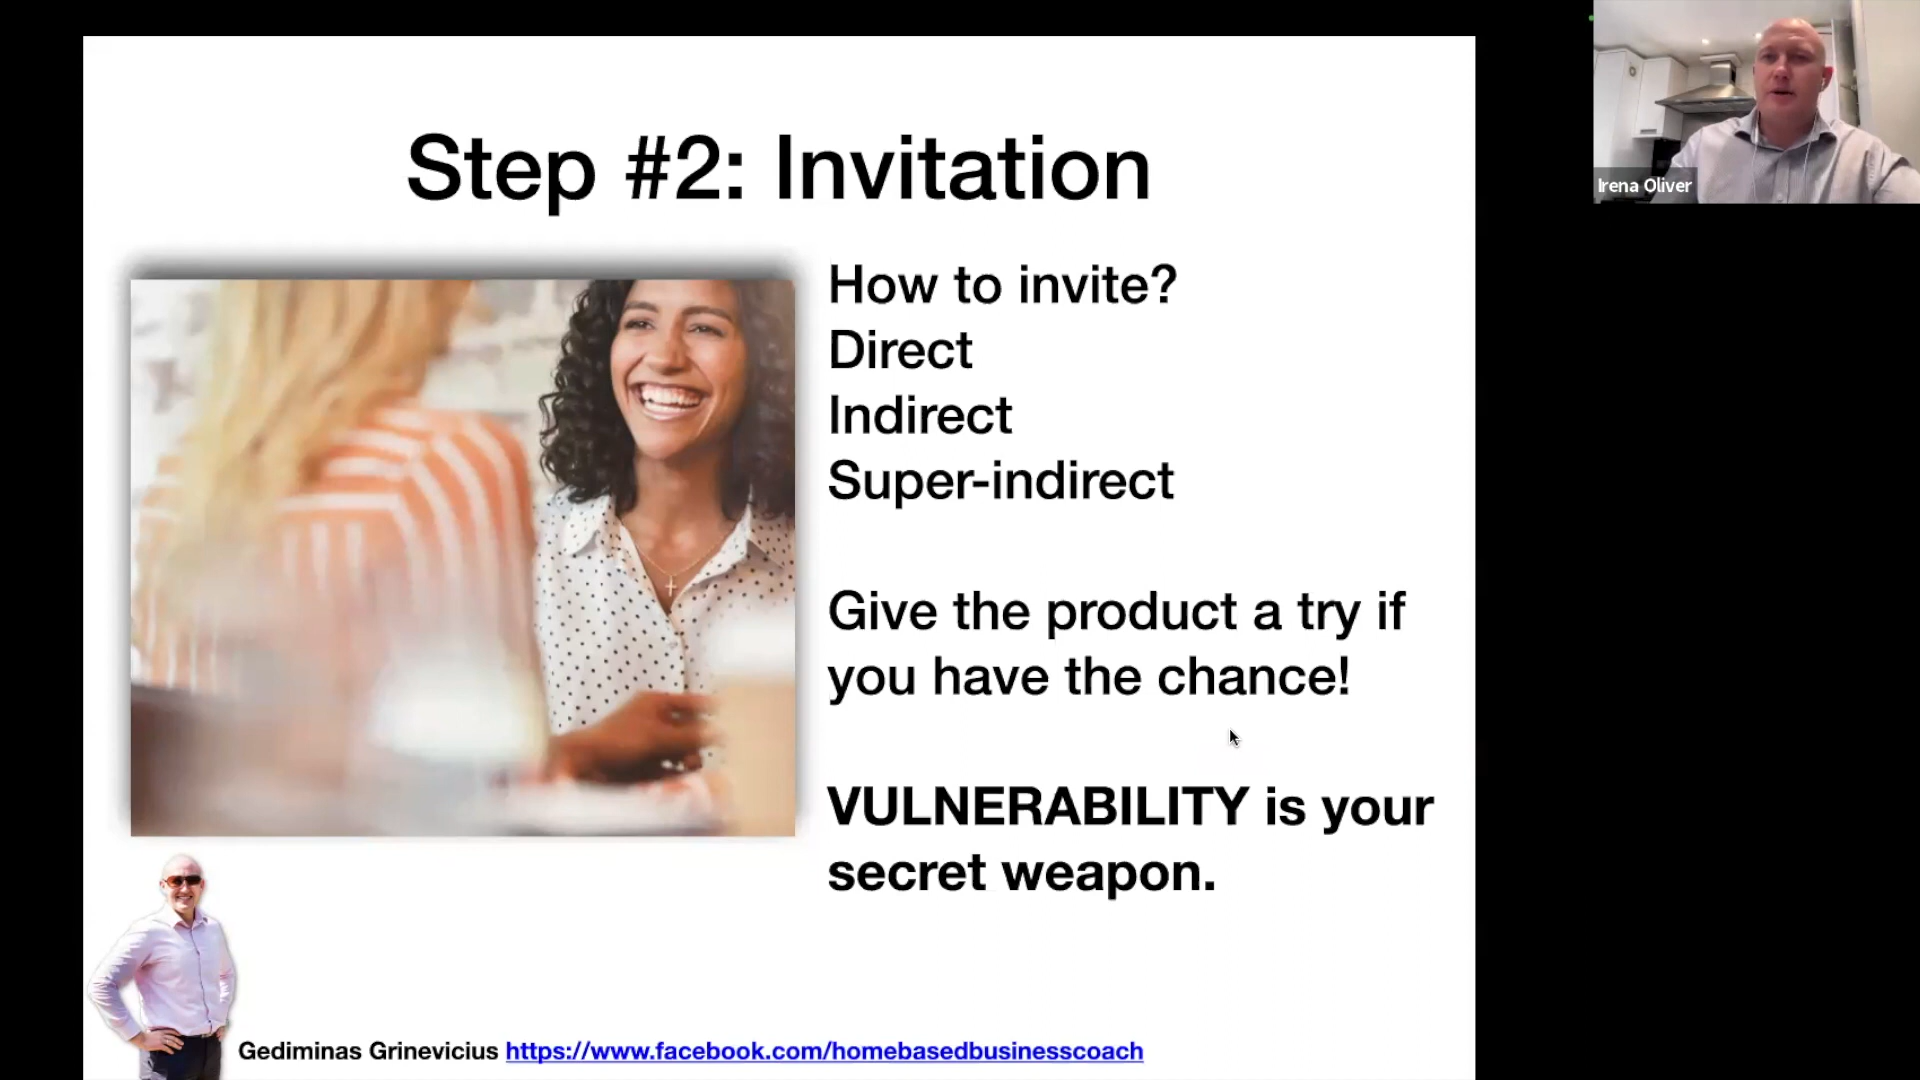 Step #2: Invitation
How to invite?
Direct
Indirect
Super-indirect
Give the product a try if
you have the chance!
VULNERABILITY is your
secret weapon.
Gediminas Grinevicius https://www.facebook.com/homebasedbusinesscoach
Irena Oliver